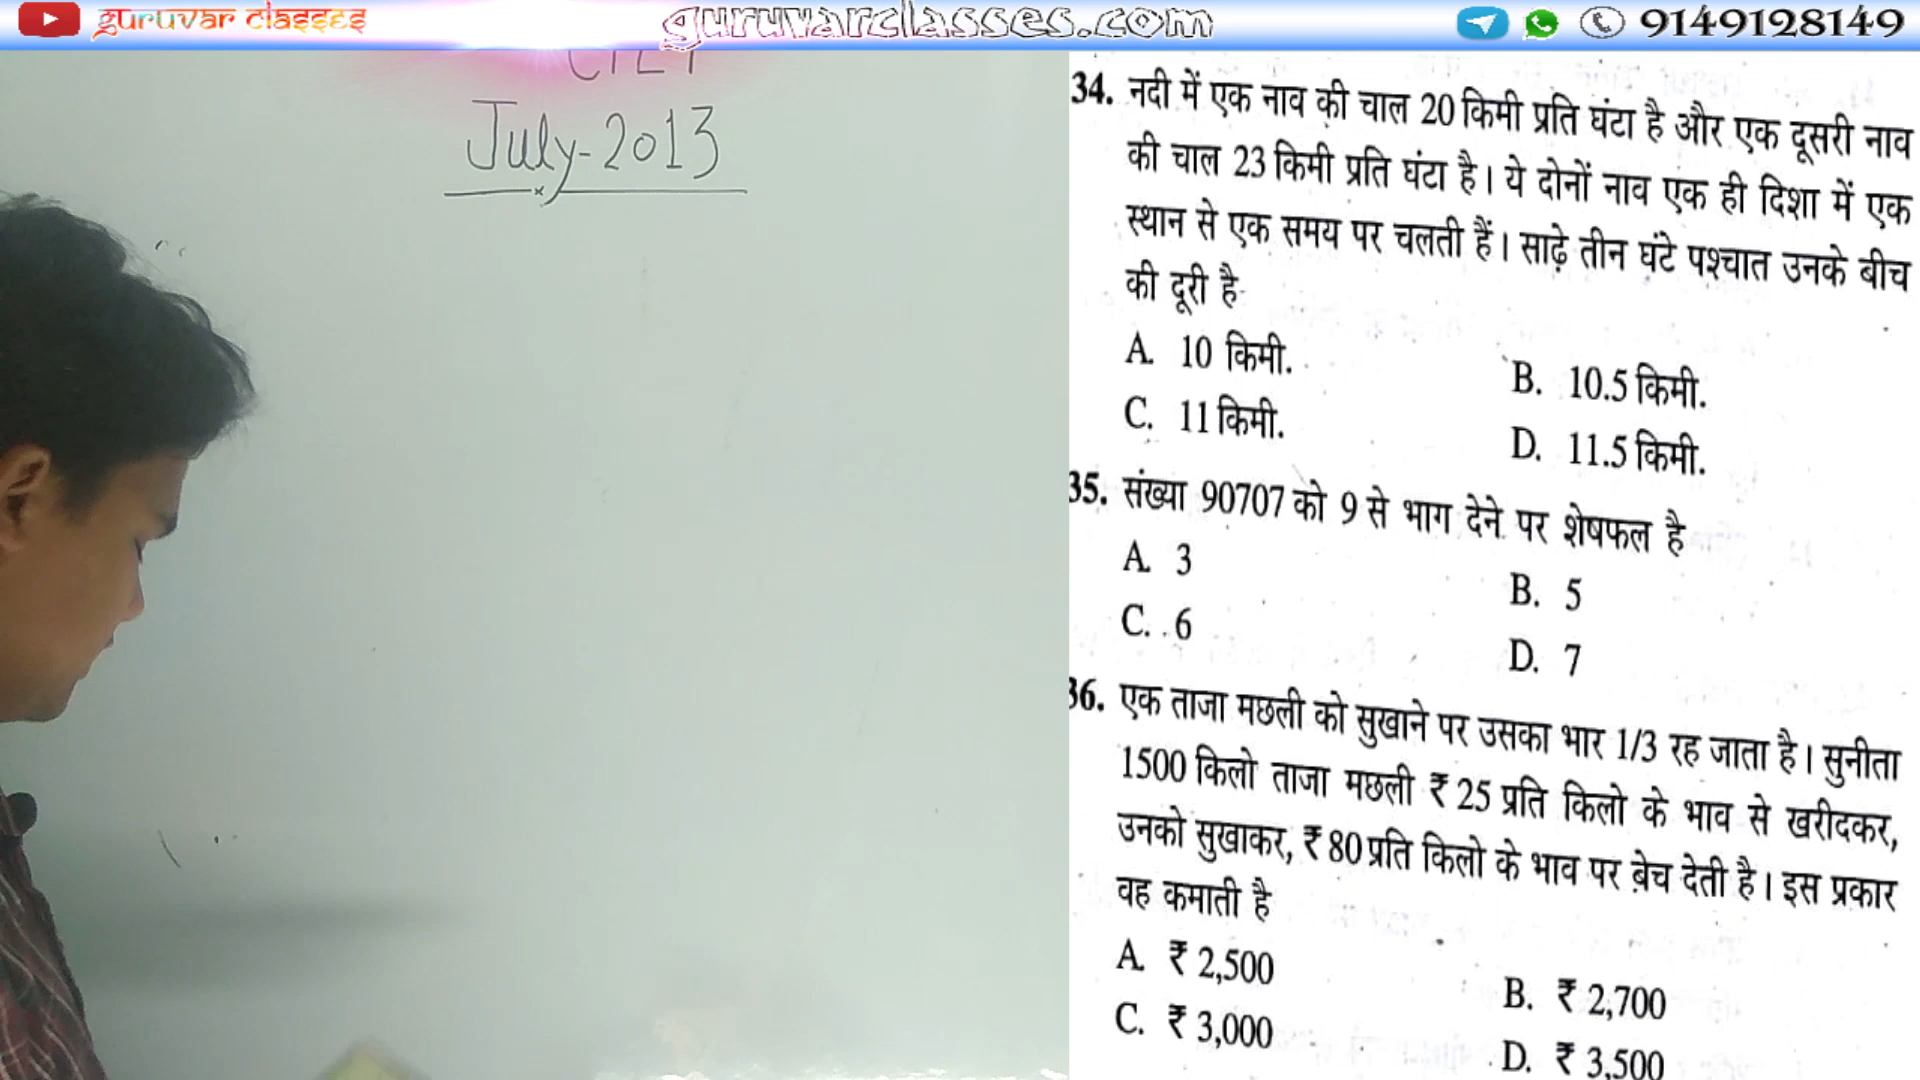 guruvar classes
guruvarclasses.com
9149128149
CTET
July-2013
34. नदी में एक नाव की चाल 20 किमी प्रति घंटा है और एक दूसरी नाव
की चाल 23 किमी प्रति घंटा है। ये दोनों नाव एक ही दिशा में एक
स्थान से एक समय पर चलती हैं। साढ़े तीन घंटे पश्चात उनके बीच
की दूरी है
A. 10 किमी.
B. 10.5 किमी.
C. 11 किमी.
D. 11.5 किमी.
35. संख्या 90707 को 9 से भाग देने पर शेषफल है
A. 3
B. 5
C. 6
D. 7
36. एक ताजा मछली को सुखाने पर उसका भार 1/3 रह जाता है। सुनीता
1500 किलो ताजा मछली ₹ 25 प्रति किलो के भाव से खरीदकर,
उनको सुखाकर, ₹ 80 प्रति किलो के भाव पर बेच देती है। इस प्रकार
वह कमाती है
A. ₹ 2,500
B. ₹ 2,700
C. ₹ 3,000
D. ₹ 3,500